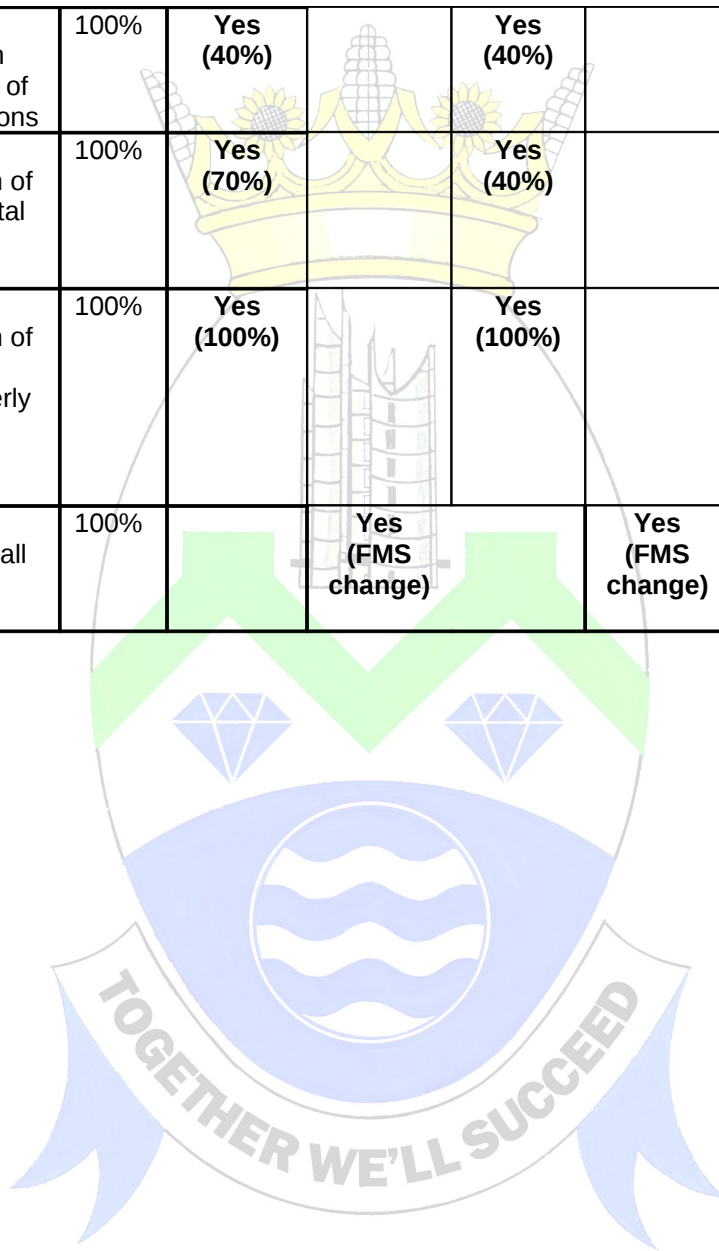 100% Yes Yes
n (40%) (40%)
of
ons
100% Yes Yes
n of (70%) (40%)
tal
100% Yes Yes
n of (100%) (100%)
erly
100% Yes Yes
all (FMS (FMS
change) change)
TOGETHER WE'LL SUCCEED